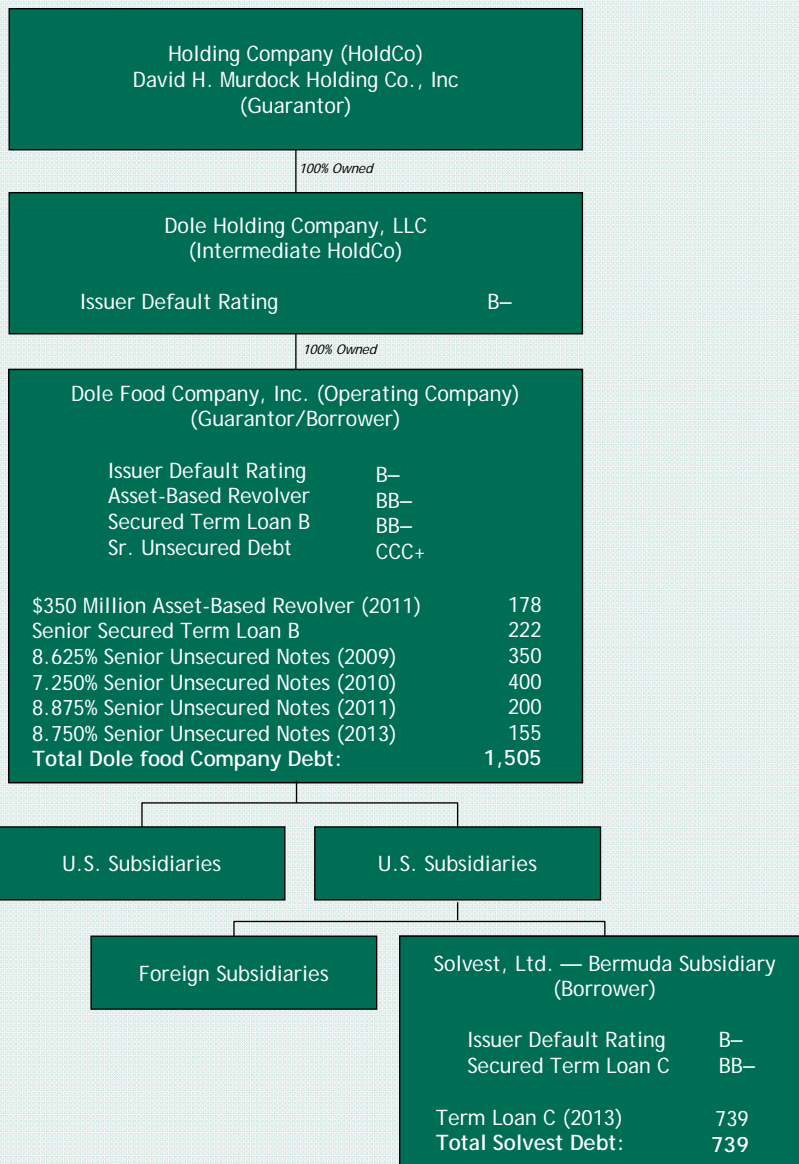 Holding Company (HoldCo)
David H. Murdock Holding Co., Inc
(Guarantor)
100% Owned
Dole Holding Company, LLC
(Intermediate HoldCo)
Issuer Default Rating B–
100% Owned
Dole Food Company, Inc. (Operating Company)
(Guarantor/Borrower)
Issuer Default Rating B–
Asset-Based Revolver BB–
Secured Term Loan B BB–
Sr. Unsecured Debt CCC+
$350 Million Asset-Based Revolver (2011) 178
Senior Secured Term Loan B 222
8.625% Senior Unsecured Notes (2009) 350
7.250% Senior Unsecured Notes (2010) 400
8.875% Senior Unsecured Notes (2011) 200
8.750% Senior Unsecured Notes (2013) 155
Total Dole food Company Debt: 1,505
U.S. Subsidiaries
U.S. Subsidiaries
Foreign Subsidiaries
Solvest, Ltd. — Bermuda Subsidiary
(Borrower)
Issuer Default Rating B–
Secured Term Loan C BB–
Term Loan C (2013) 739
Total Solvest Debt: 739